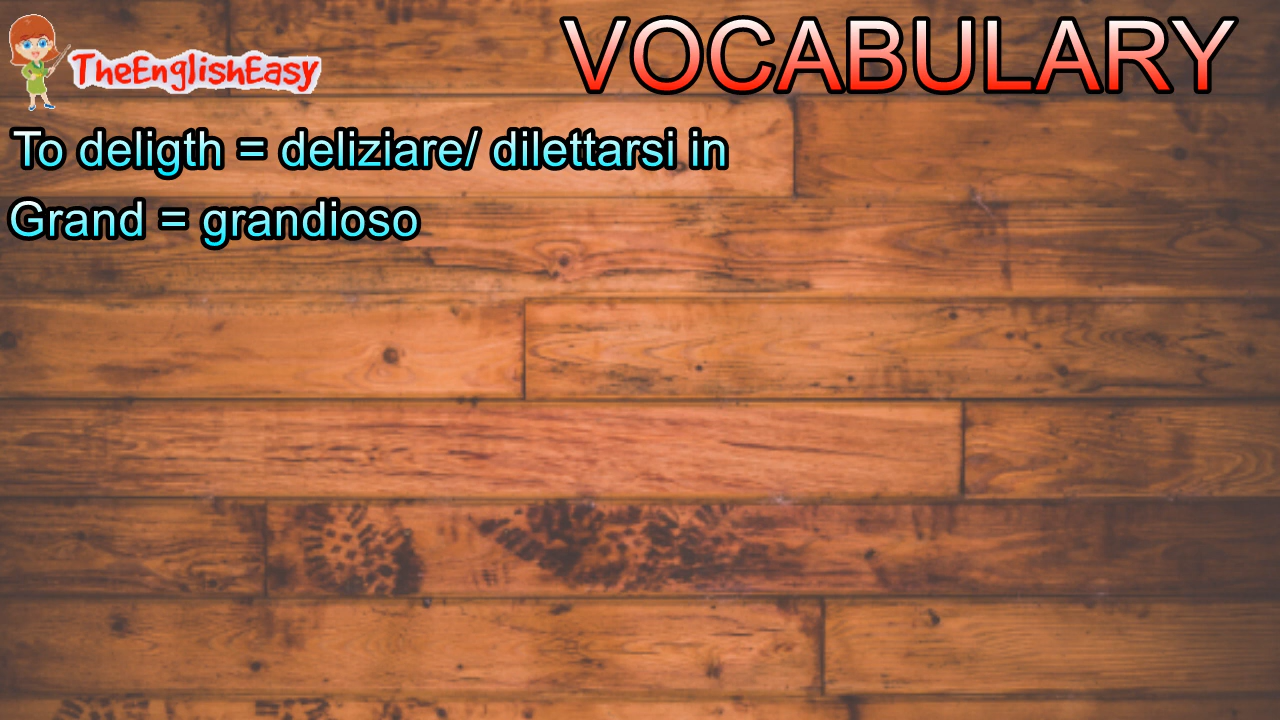 TheEnglishEasy
VOCABULARY
To deligth = deliziare/ dilettarsi in
Grand = grandioso